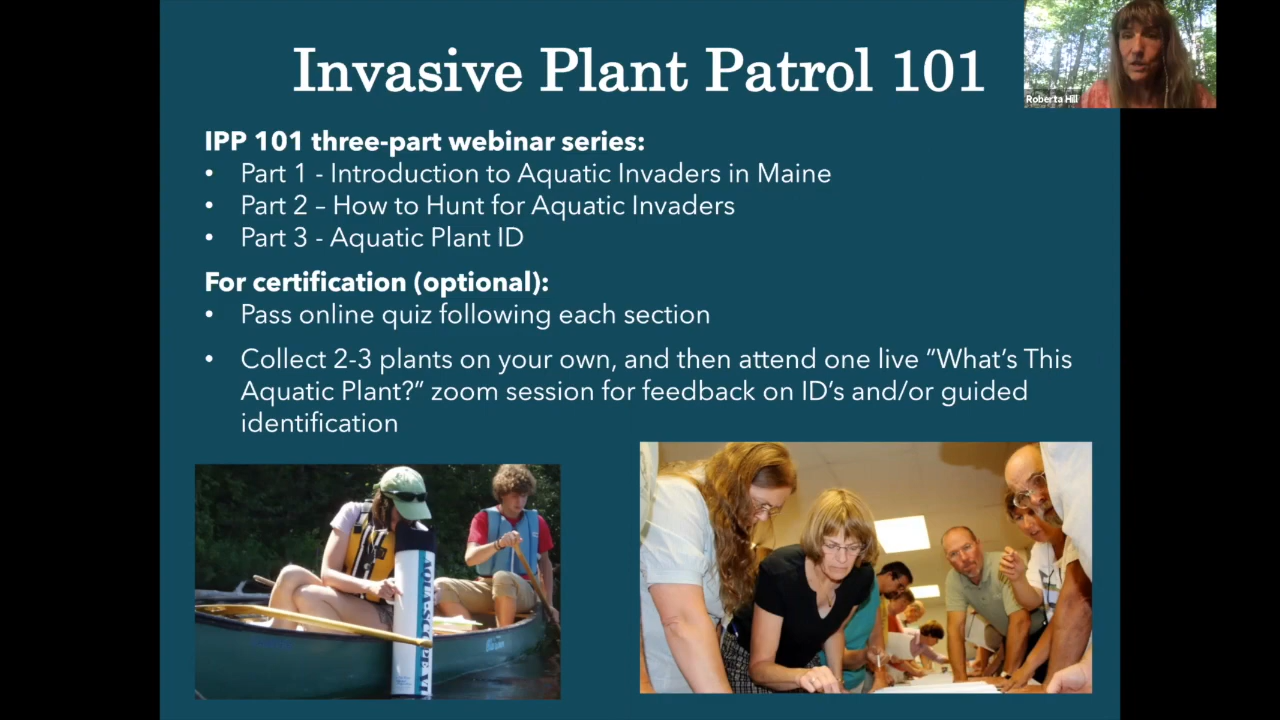 Invasive Plant Patrol 101
Roberta Hill
IPP 101 three-part webinar series:
• Part 1 - Introduction to Aquatic Invaders in Maine
• Part 2 – How to Hunt for Aquatic Invaders
• Part 3 - Aquatic Plant ID
For certification (optional):
• Pass online quiz following each section
• Collect 2-3 plants on your own, and then attend one live ”What’s This
Aquatic Plant?” zoom session for feedback on ID’s and/or guided
identification